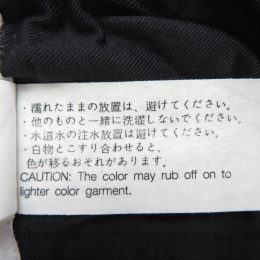 ・濡れたままの放置は、避けてください。
・他のものと一緒に洗濯しないでください。
・水道水の注水放置は避けてください。
・白物とこすり合わせると、
色が移るおそれがあります。
CAUTION: The color may rub off on to
lighter color garment.